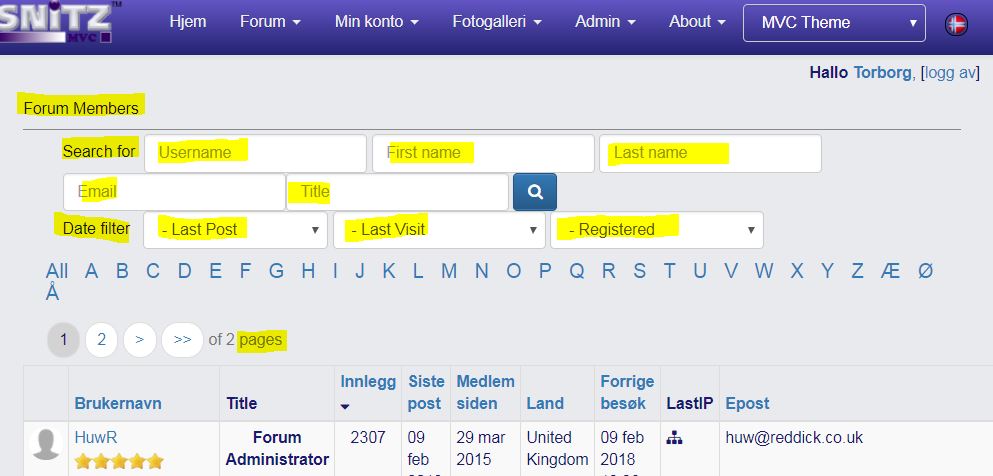 SNITZ™
MVC
Hjem Forum Min konto Fotogalleri Admin About MVC Theme
Hallo Torborg, [logg av]
Forum Members
Search for Username First name Last name
Email Title
Date filter - Last Post - Last Visit - Registered
All A B C D E F G H I J K L M N O P Q R S T U V W X Y Z Æ Ø
Å
1 2 > >> of 2 pages
Innlegg Siste Medlem Forrige
Brukernavn Title post siden Land besøk LastIP Epost
HuwR Forum 2307 09 29 mar United 09 feb huw@reddick.co.uk
Administrator feb 2015 Kingdom 2018